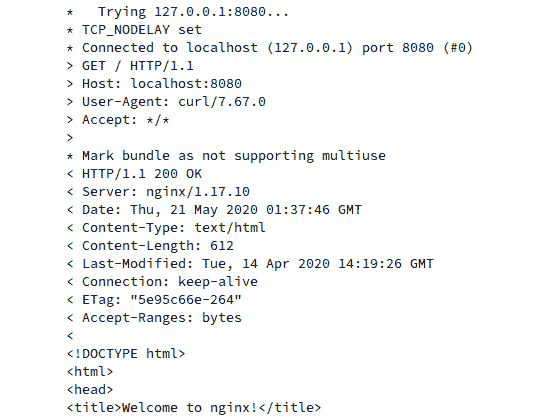 *   Trying 127.0.0.1:8080...
* TCP_NODELAY set
* Connected to localhost (127.0.0.1) port 8080 (#0)
> GET / HTTP/1.1
> Host: localhost:8080
> User-Agent: curl/7.67.0
> Accept: */*
>
* Mark bundle as not supporting multiuse
< HTTP/1.1 200 OK
< Server: nginx/1.17.10
< Date: Thu, 21 May 2020 01:37:46 GMT
< Content-Type: text/html
< Content-Length: 612
< Last-Modified: Tue, 14 Apr 2020 14:19:26 GMT
< Connection: keep-alive
< ETag: "5e95c66e-264"
< Accept-Ranges: bytes
<
<!DOCTYPE html>
<html>
<head>
<title>Welcome to nginx!</title>